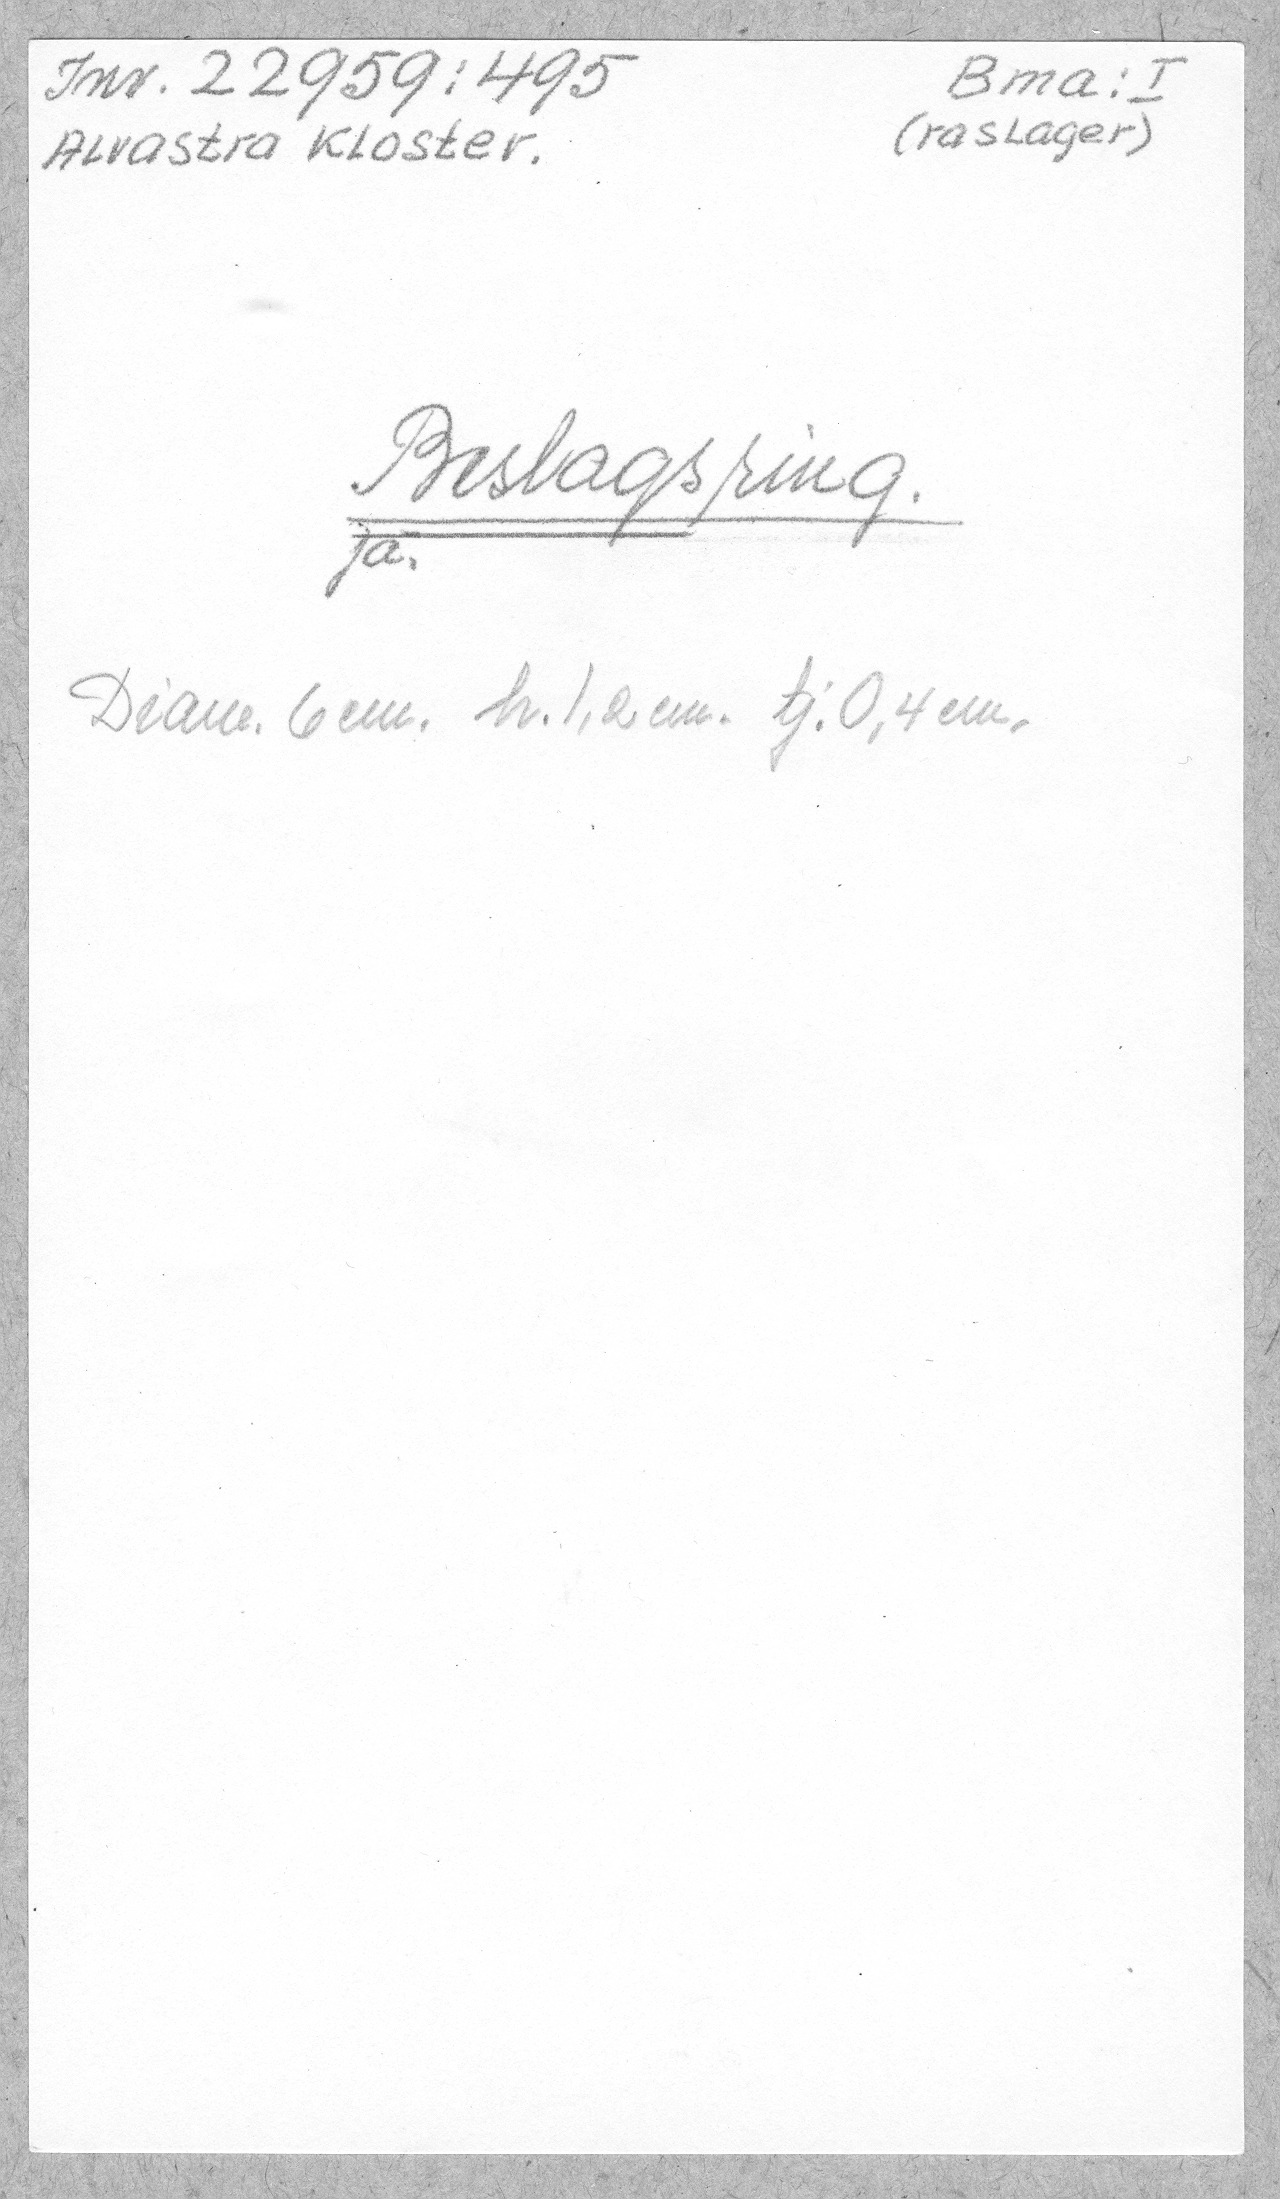 Inv. 22959:495
Bma: I
Alvastra Kloster.
(raslager)
Beslagsring.
ja.
Diam. 6 cm. br. 1,2 cm. tj. 0,4 cm.